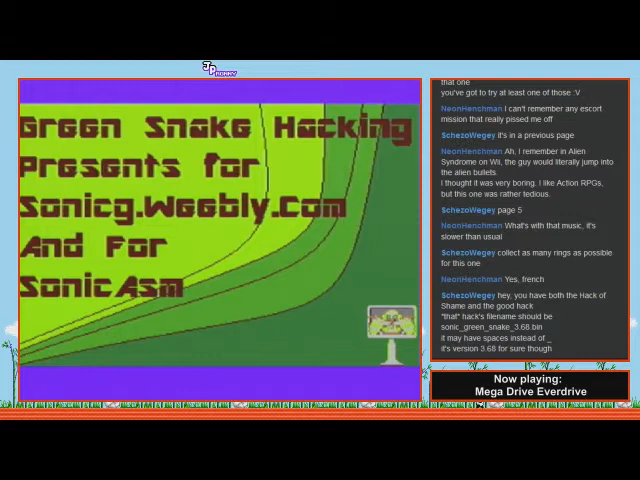 JP
RONNY
Green Snake Hacking
Presents for
Sonicg.Weebly.Com
And For
SonicAsm
that one
you've got to try at least one of those :V
NeonHenchman I can't remember any escort
mission that really pissed me off
SchezoWegey it's in a previous page
NeonHenchman Ah, I remember in Alien
Syndrome on Wii, the guy would literally jump into
the alien bullets
I thought it was very boring. I like Action RPGs,
but this one was rather tedious.
SchezoWegey page 5
NeonHenchman What's with that music, it's
slower than usual
SchezoWegey collect as many rings as possible
for this one
NeonHenchman Yes, french
SchezoWegey hey, you have both the Hack of
Shame and the good hack
"that" hack's filename should be
sonic_green_snake_3.68.bin
it may have spaces instead of _
it's version 3.68 for sure though
Now playing:
Mega Drive Everdrive